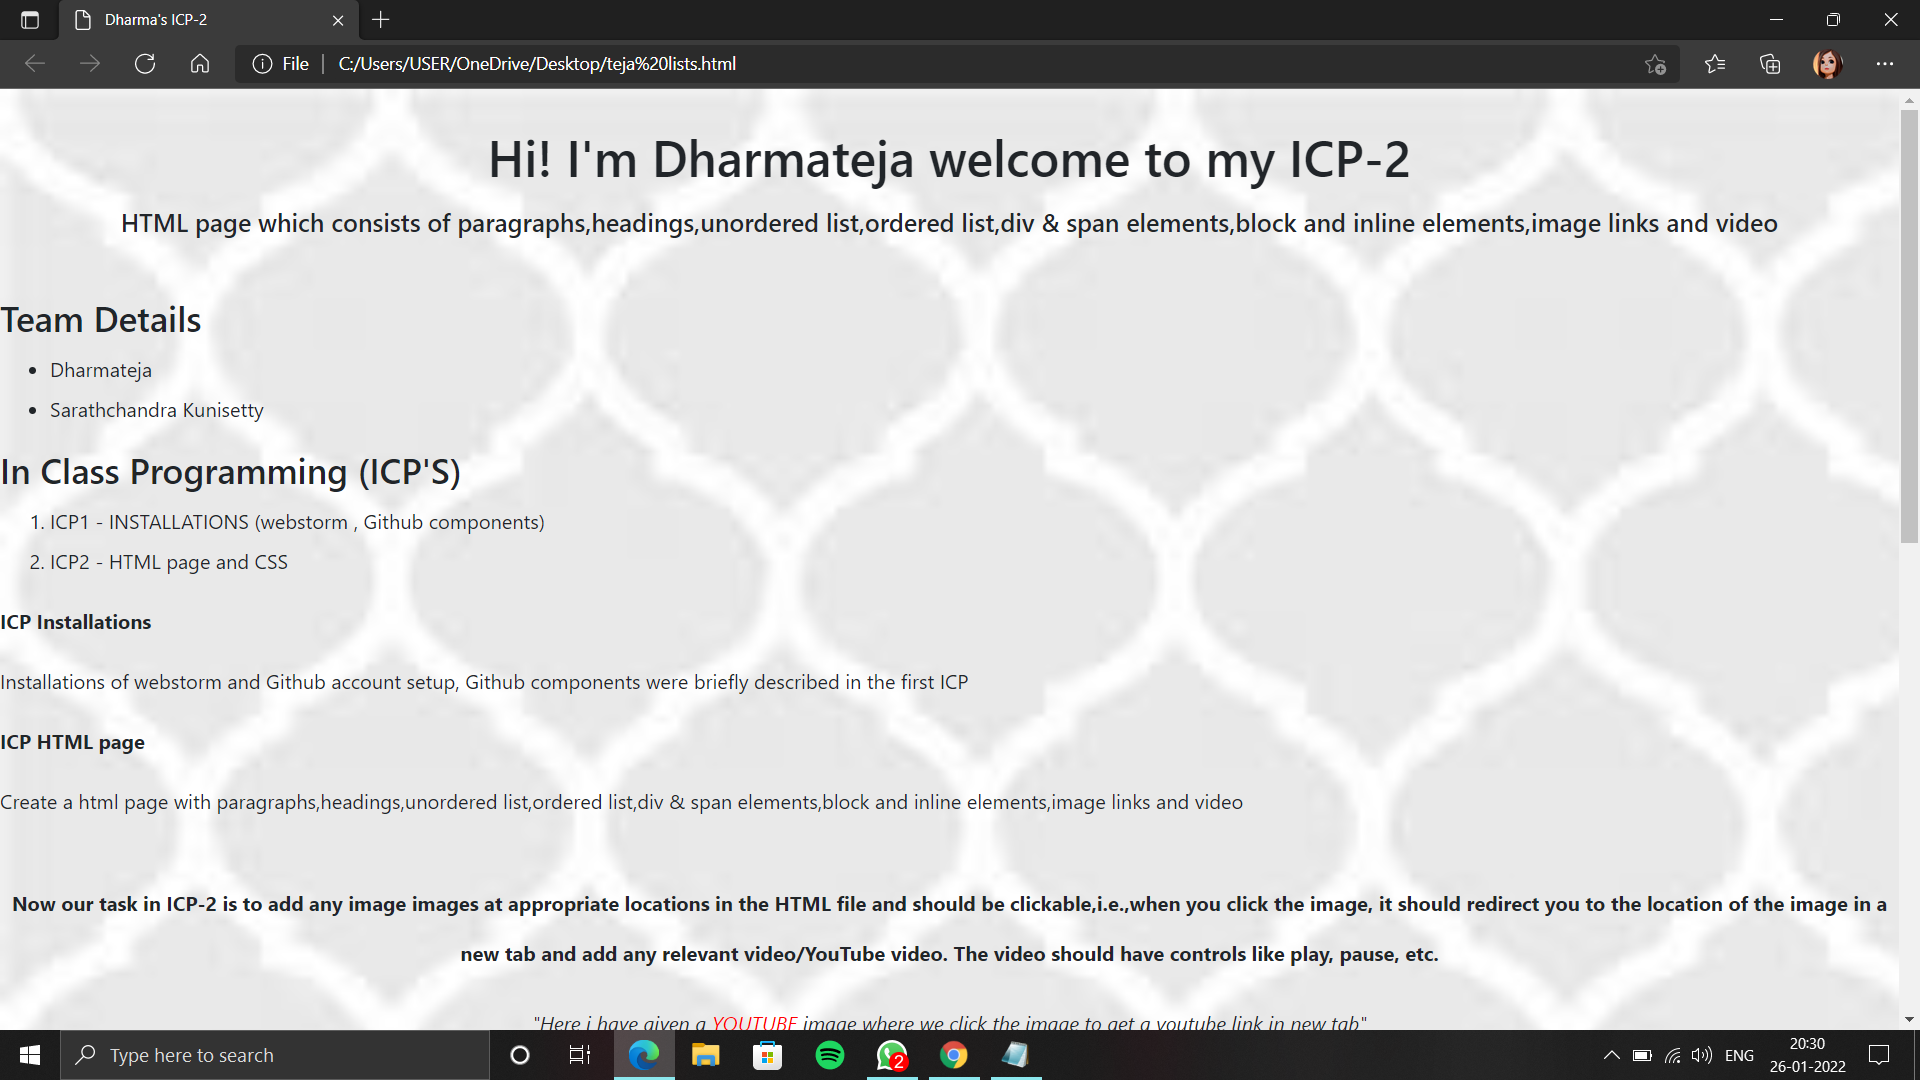 Dharma's ICP-2
File
C:/Users/USER/OneDrive/Desktop/teja%20lists.html
Hi! I'm Dharmateja welcome to my ICP-2
HTML page which consists of paragraphs,headings,unordered list,ordered list,div & span elements,block and inline elements,image links and video
Team Details
• Dharmateja
• Sarathchandra Kunisetty
In Class Programming (ICP'S)
1. ICP1 - INSTALLATIONS (webstorm , Github components)
2. ICP2 - HTML page and CSS
ICP Installations
Installations of webstorm and Github account setup, Github components were briefly described in the first ICP
ICP HTML page
Create a html page with paragraphs,headings,unordered list,ordered list,div & span elements,block and inline elements,image links and video
Now our task in ICP-2 is to add any image images at appropriate locations in the HTML file and should be clickable,i.e.,when you click the image, it should redirect you to the location of the image in a
new tab and add any relevant video/YouTube video. The video should have controls like play, pause, etc.
"Here i have given a YOUTUBE image where we click the image to get a youtube link in new tab"
Type here to search
2
ENG
20:30
26-01-2022